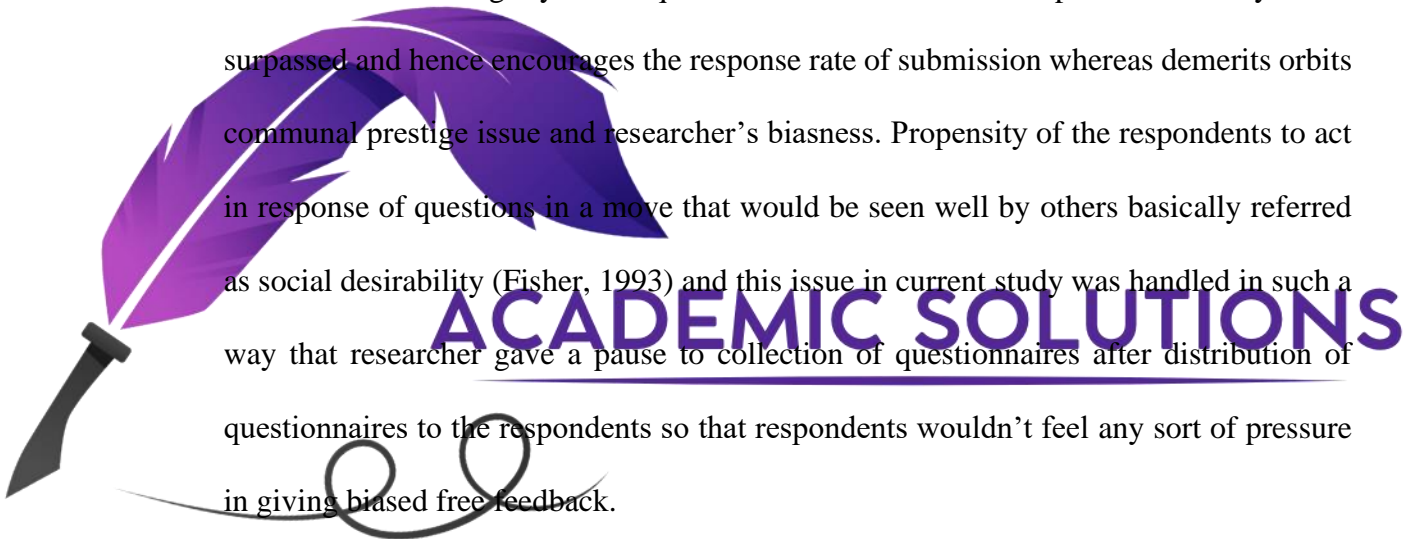 surpassed and hence encourages the response rate of submission whereas demerits orbits
communal prestige issue and researcher's biasness. Propensity of the respondents to act
in response of questions in a move that would be seen well by others basically referred
as social desirability (Fisher, 1993) and this issue in current study was handled in such a
ACADEMIC SOLUTIONS
way that researcher gave a pause to collection of questionnaires after distribution of
questionnaires to the respondents so that respondents wouldn't feel any sort of pressure
in giving biased free feedback.